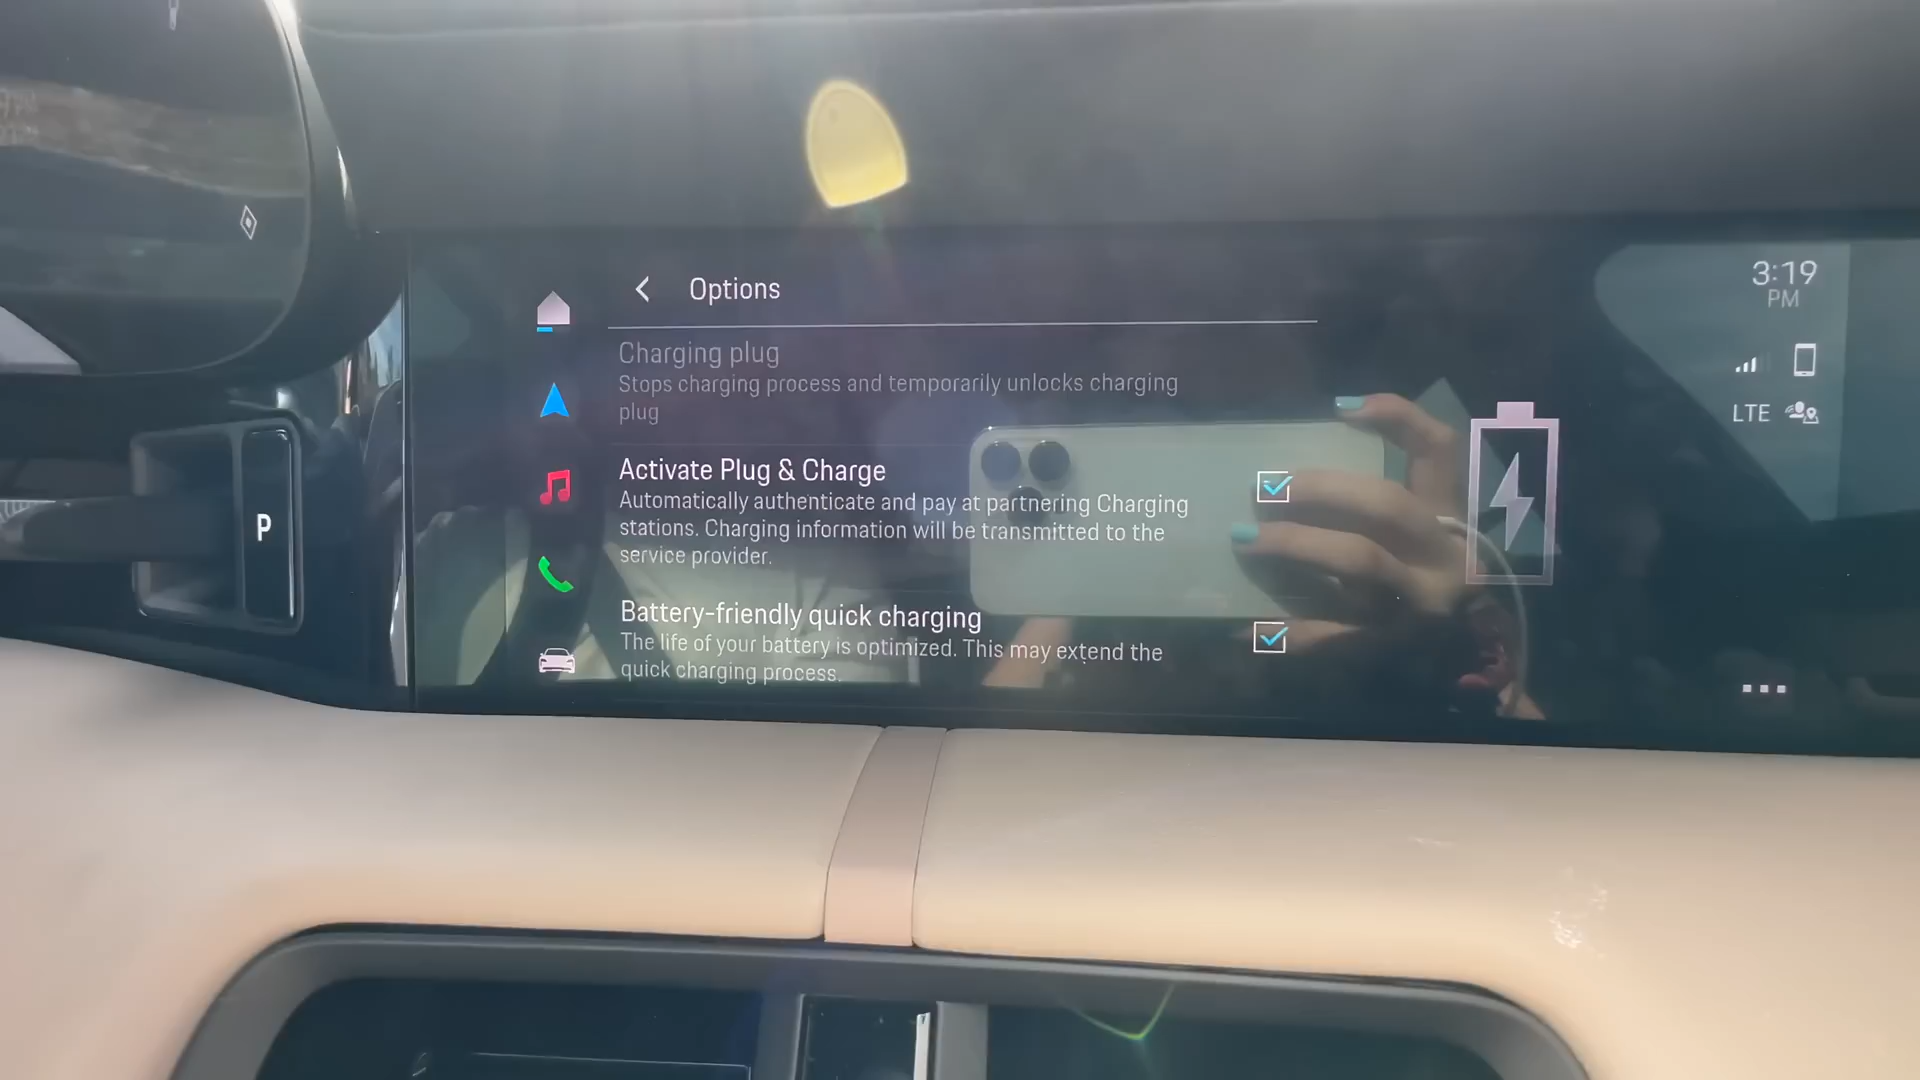 Options
Charging plug
Stops charging process and temporarily unlocks charging
plug
Activate Plug & Charge
Automatically authenticate and pay at partnering Charging
stations. Charging information will be transmitted to the
service provider.
Battery-friendly quick charging
The life of your battery is optimized. This may extend the
quick charging process.
3:19
PM
LTE
P